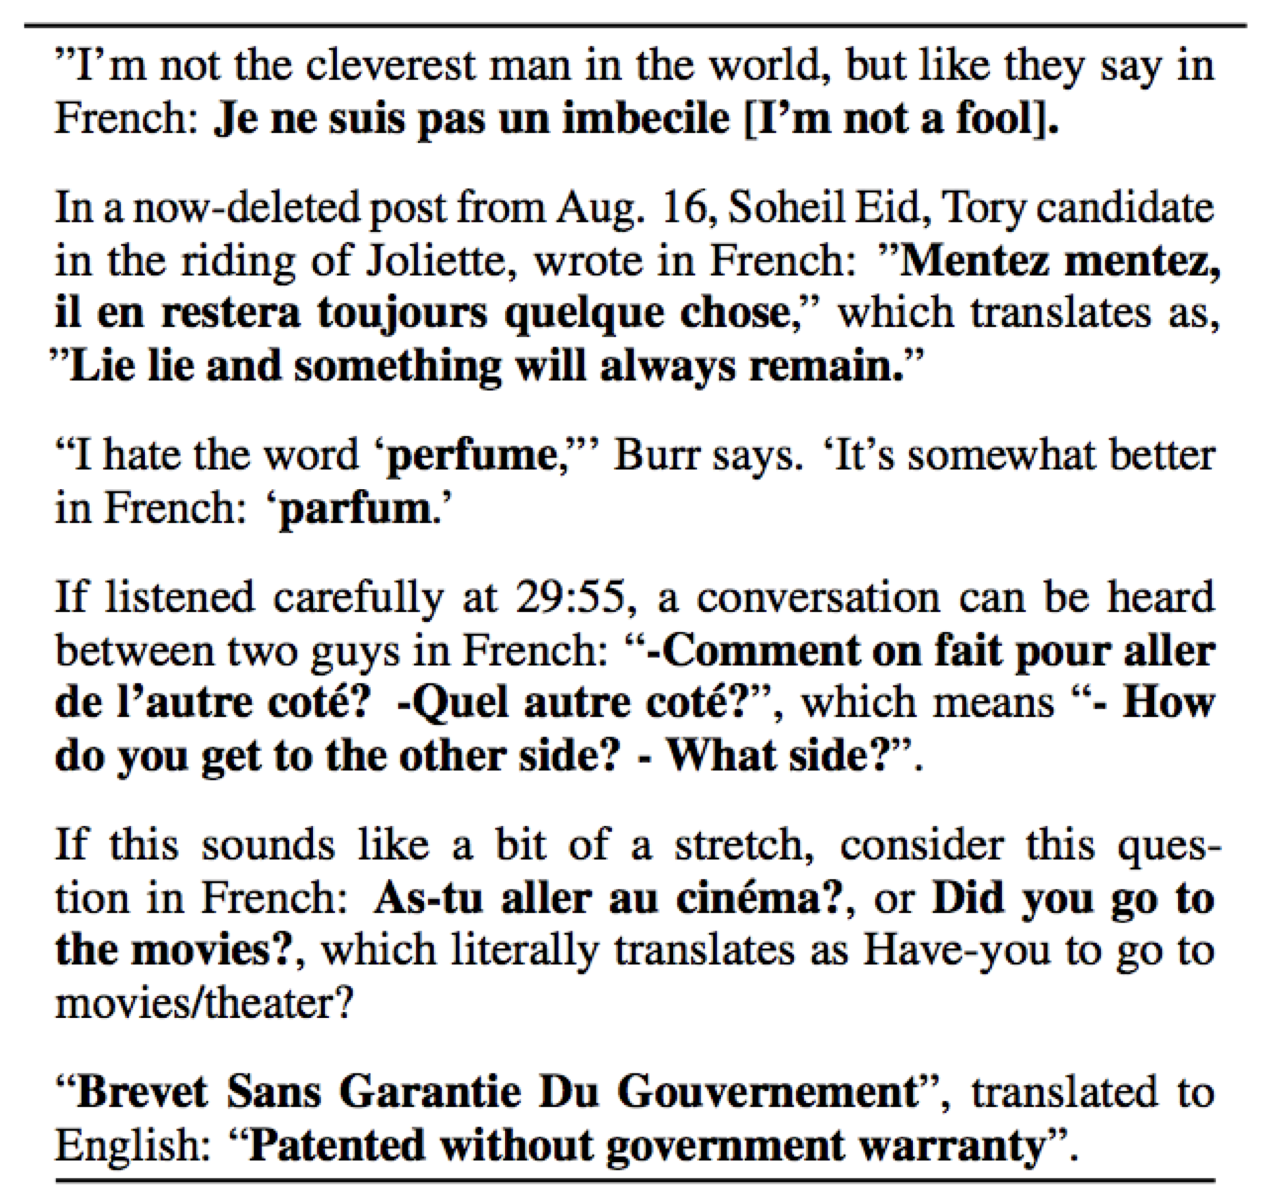 ”I’m not the cleverest man in the world, but like they say in
French: Je ne suis pas un imbecile [I’m not a fool].
In a now-deleted post from Aug. 16, Soheil Eid, Tory candidate
in the riding of Joliette, wrote in French: ”Mentez mentez,
il en restera toujours quelque chose,” which translates as,
”Lie lie and something will always remain.”
“I hate the word ‘perfume,”’ Burr says. ‘It’s somewhat better
in French: ‘parfum.’
If listened carefully at 29:55, a conversation can be heard
between two guys in French: “-Comment on fait pour aller
de l’autre coté? -Quel autre coté?”, which means “- How
do you get to the other side? - What side?”.
If this sounds like a bit of a stretch, consider this ques-
tion in French: As-tu aller au cinéma?, or Did you go to
the movies?, which literally translates as Have-you to go to
movies/theater?
“Brevet Sans Garantie Du Gouvernement”, translated to
English: “Patented without government warranty”.